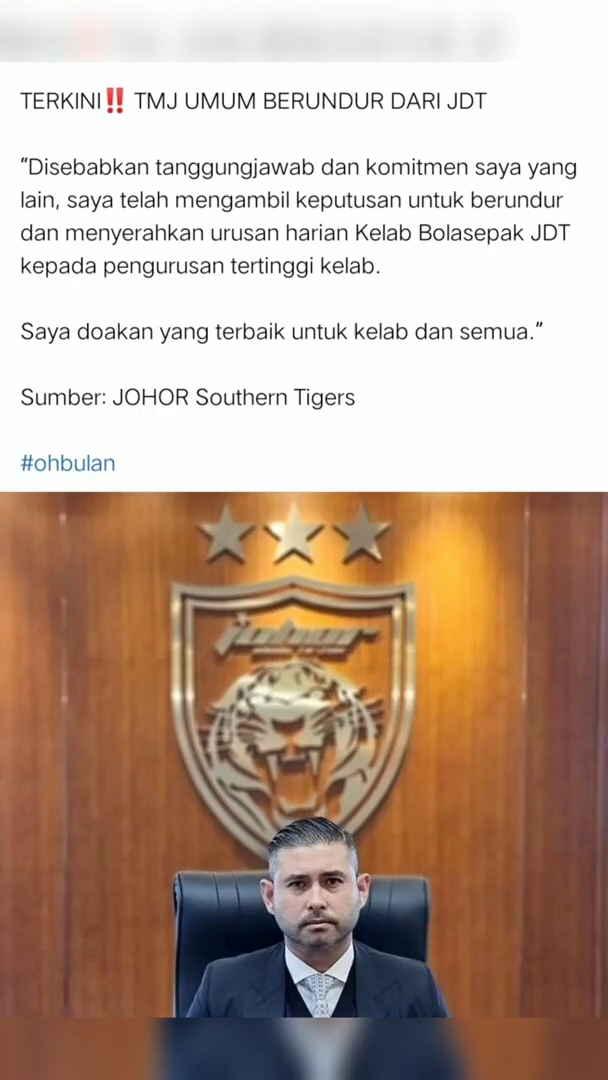 TERKINI‼️ TMJ UMUM BERUNDUR DARI JDT
“Disebabkan tanggungjawab dan komitmen saya yang
lain, saya telah mengambil keputusan untuk berundur
dan menyerahkan urusan harian Kelab Bolasepak JDT
kepada pengurusan tertinggi kelab.
Saya doakan yang terbaik untuk kelab dan semua.”
Sumber: JOHOR Southern Tigers
#ohbulan
johor